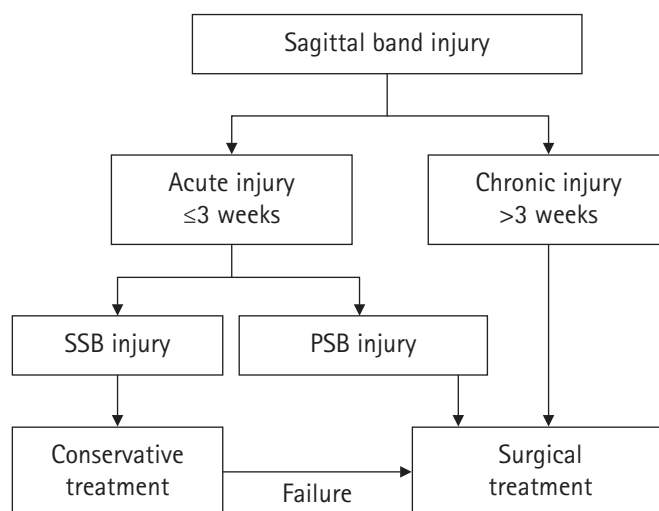 Sagittal band injury
Acute injury
≤3 weeks
Chronic injury
>3 weeks
SSB injury
PSB injury
Conservative
treatment
Failure
Surgical
treatment